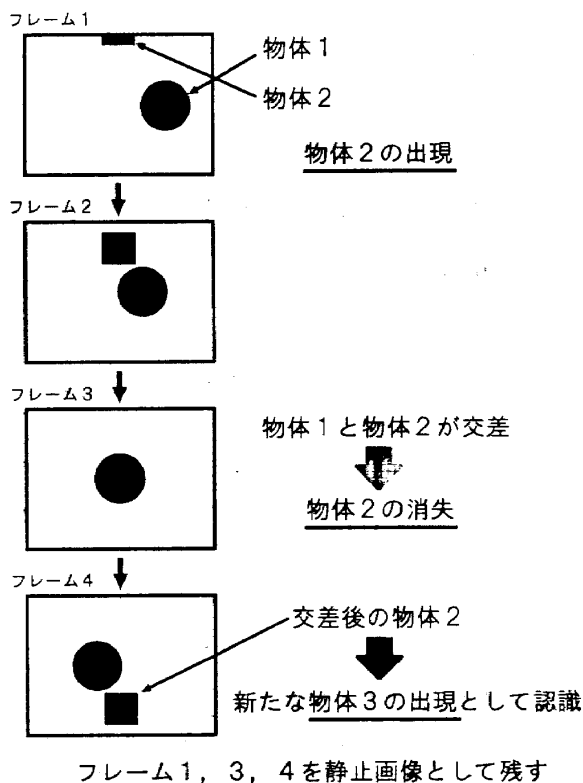 フレーム1
物体1
物体2
物体2の出現
フレーム2
フレーム3
物体1と物体2が交差
物体2の消失
フレーム4
交差後の物体2
新たな物体3の出現として認識
フレーム1，3，4を静止画像として残す